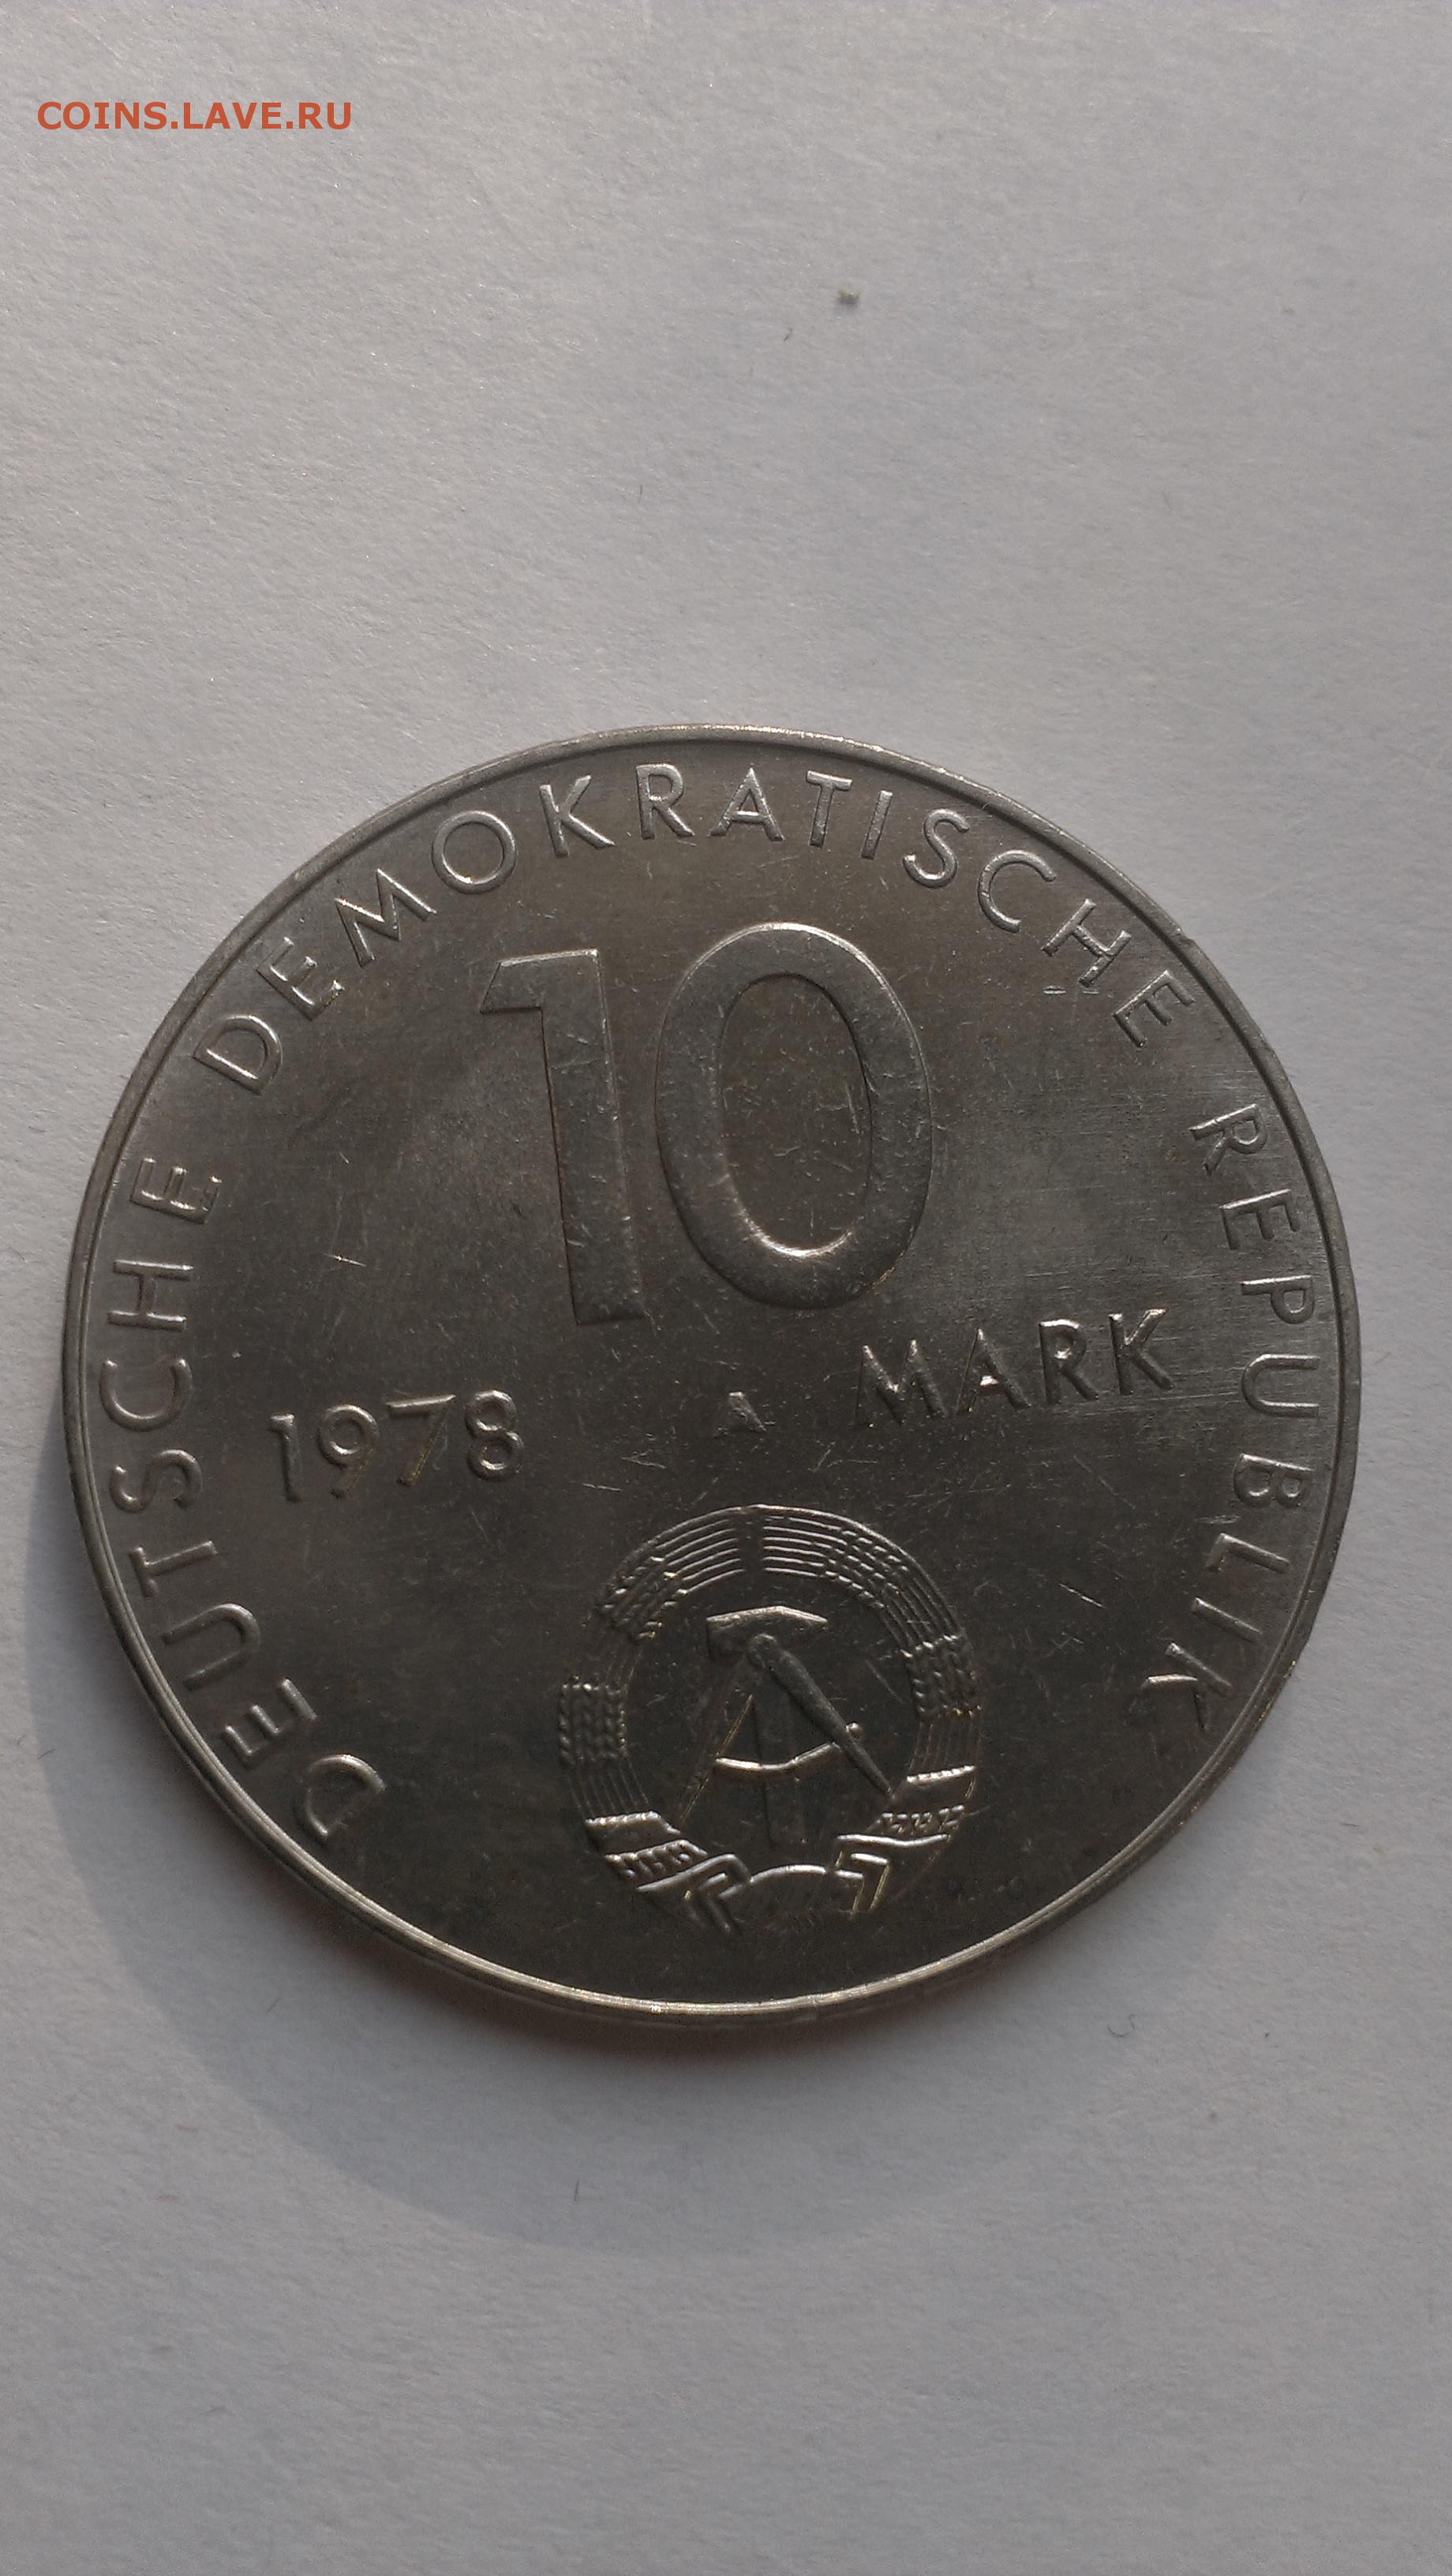 COINS.LAVE.RU
DEUTSCHE DEMOKRATISCHE REPUBLIK
10
MARK
1978 A